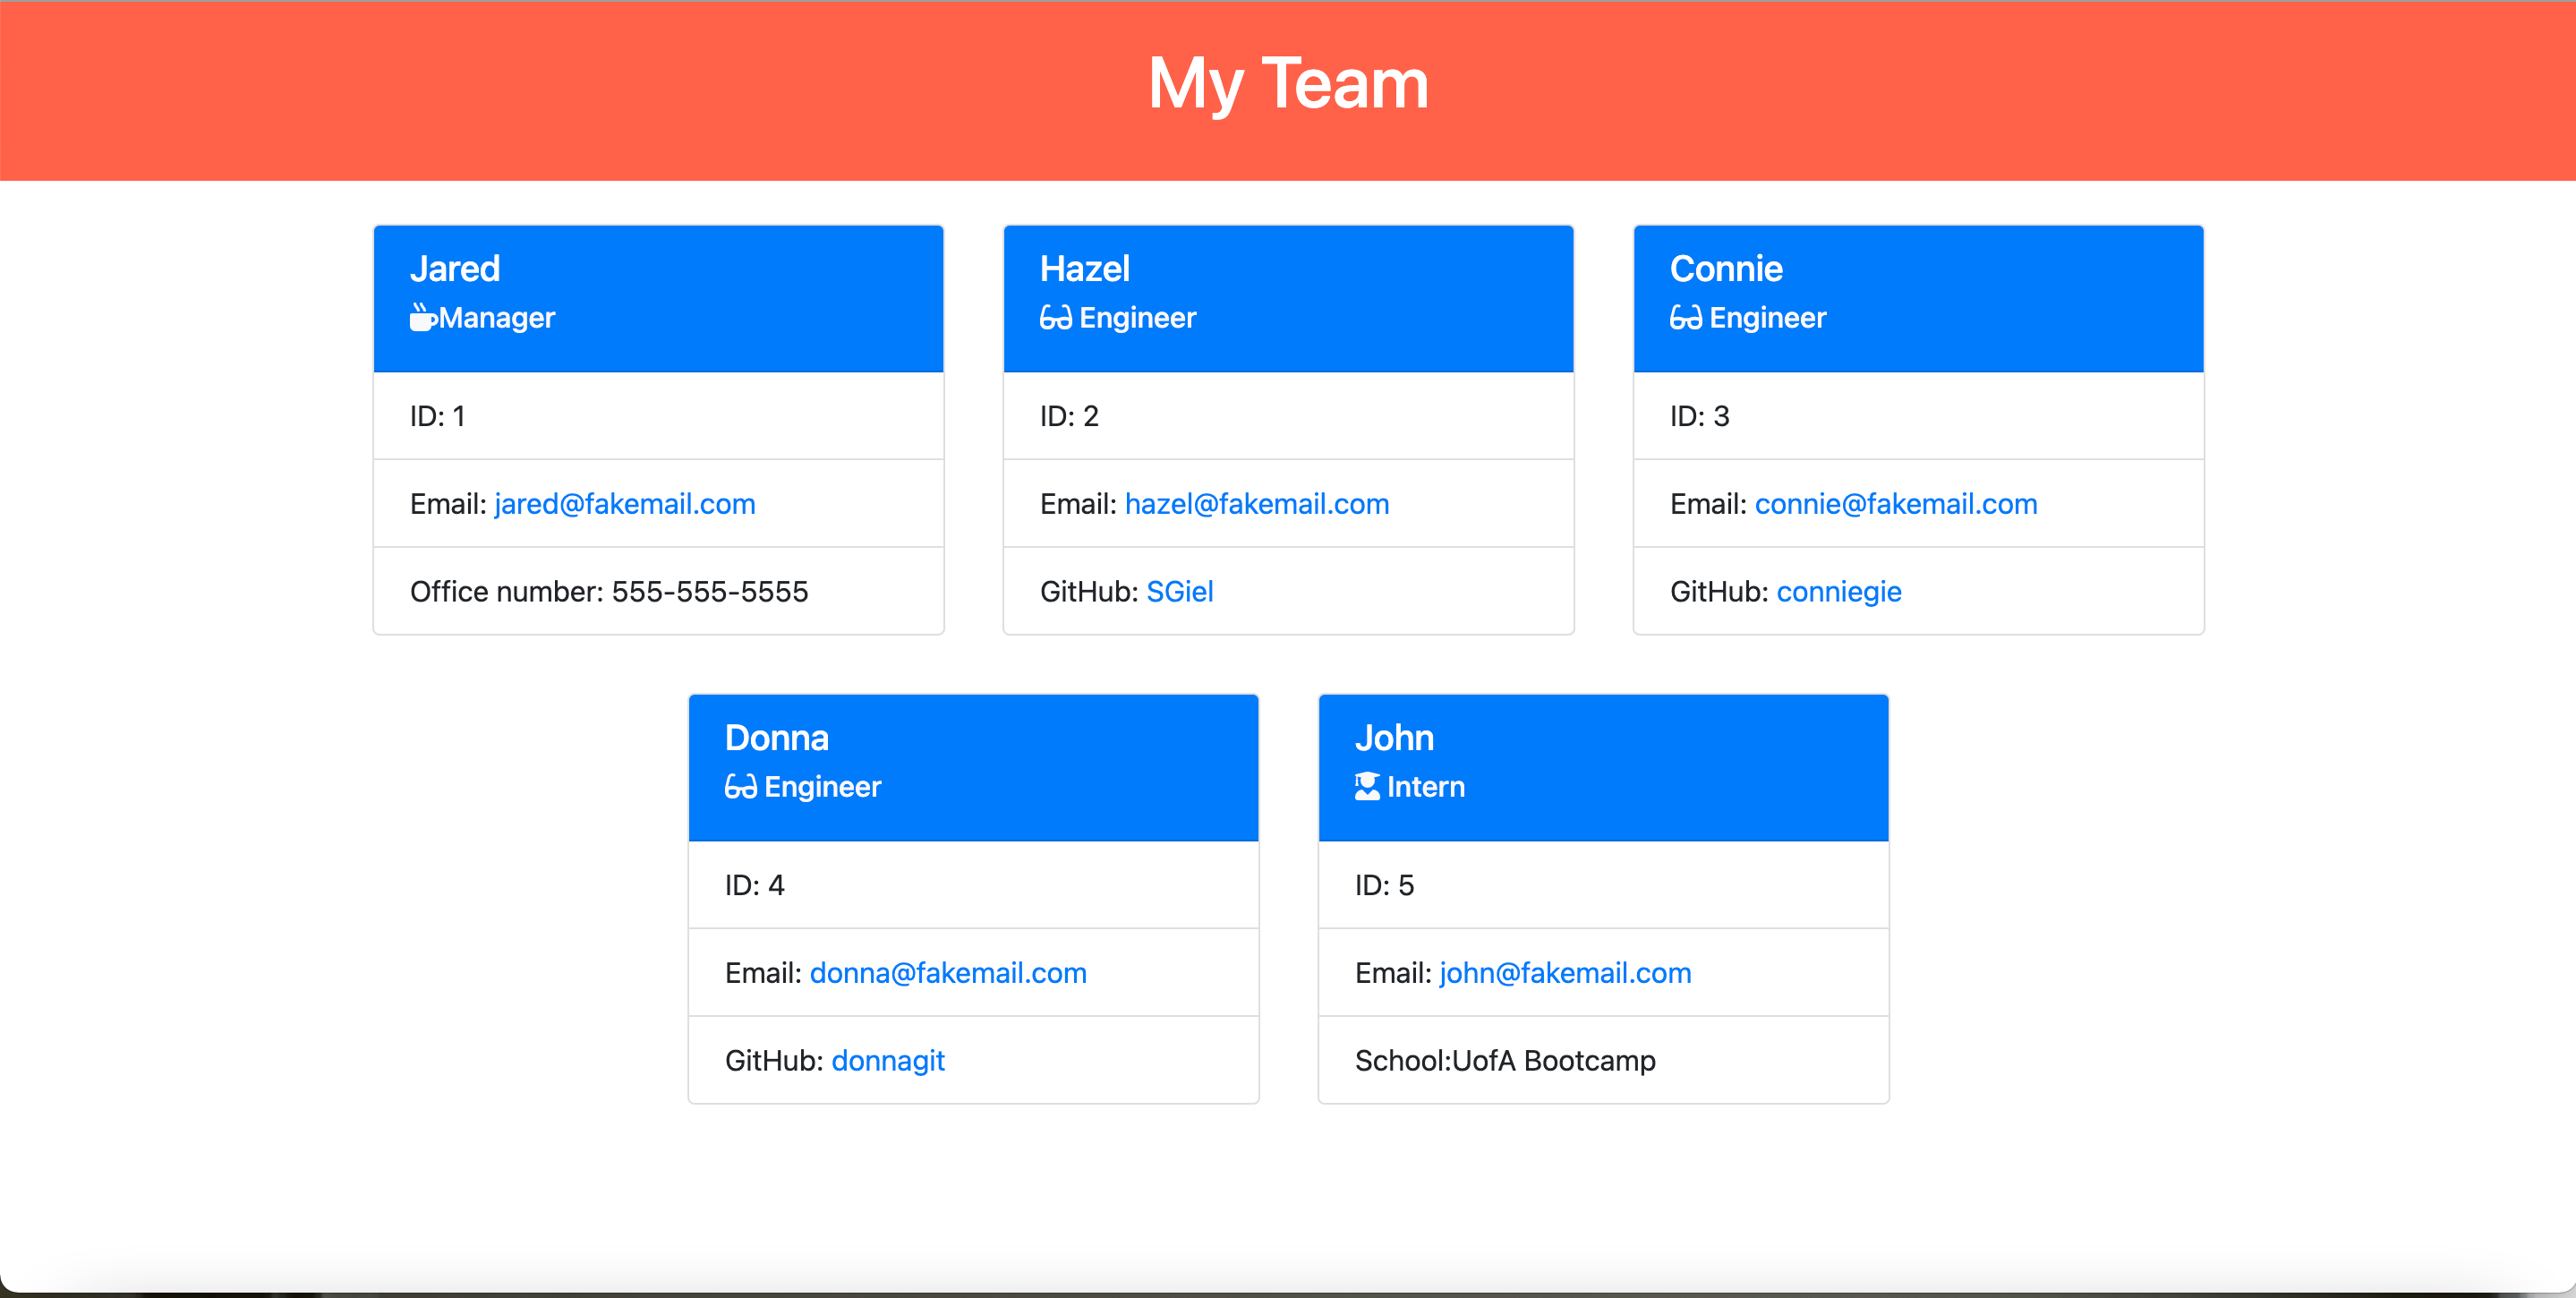 My Team
Jared
Manager
ID: 1
Email: jared@fakemail.com
Office number: 555-555-5555
Hazel
Engineer
ID: 2
Email: hazel@fakemail.com
GitHub: SGiel
Connie
Engineer
ID: 3
Email: connie@fakemail.com
GitHub: conniegie
Donna
Engineer
ID: 4
Email: donna@fakemail.com
GitHub: donnagit
John
Intern
ID: 5
Email: john@fakemail.com
School:UofA Bootcamp